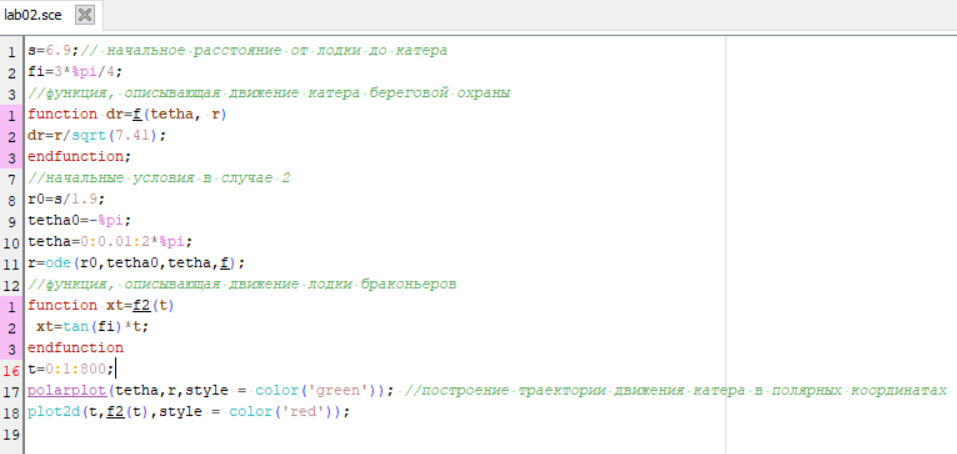 lab02.sce
1 s=6.9;// начальное расстояние от лодки до катера
2 fi=3*%pi/4;
3 //функция, описывающая движение катера береговой охраны
1 function dr=f(tetha, r)
2 dr=r/sqrt(7.41);
3 endfunction;
7 //начальные условия в случае 2
8 r0=s/1.9;
9 tetha0=-%pi;
10 tetha=0:0.01:2*%pi;
11 r=ode(r0,tetha0,tetha,f);
12 //функция, описывающая движение лодки браконьеров
1 function xt=f2(t)
2 xt=tan(fi)*t;
3 endfunction
16 t=0:1:800;
17 polarplot(tetha,r,style = color('green')); //построение траектории движения катера в полярных координатах
18 plot2d(t,f2(t),style = color('red'));
19